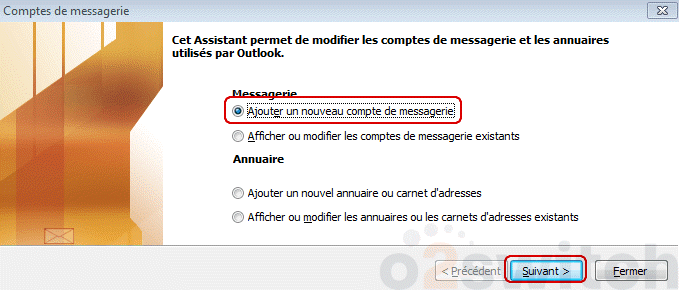 Comptes de messagerie
Cet Assistant permet de modifier les comptes de messagerie et les annuaires
utilisés par Outlook.
Messagerie
Ajouter un nouveau compte de messagerie
Afficher ou modifier les comptes de messagerie existants
Annuaire
Ajouter un nouvel annuaire ou carnet d'adresses
Afficher ou modifier les annuaires ou les carnets d'adresses existants
o2switch
< Précédent
Suivant >
Fermer